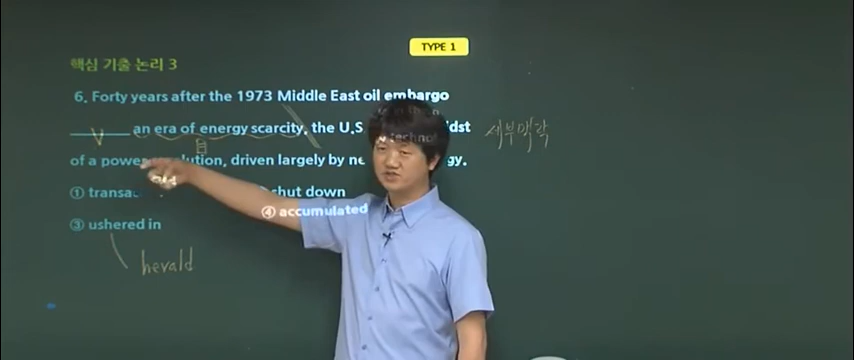 TYPE 1
핵심 기출 논리 3
6. Forty years after the 1973 Middle East oil embargo
an era of energy scarcity, the U.S
of a power, driven largely by
① transac
shut down
③ ushered in
④ accumulated
herald
세부맥락